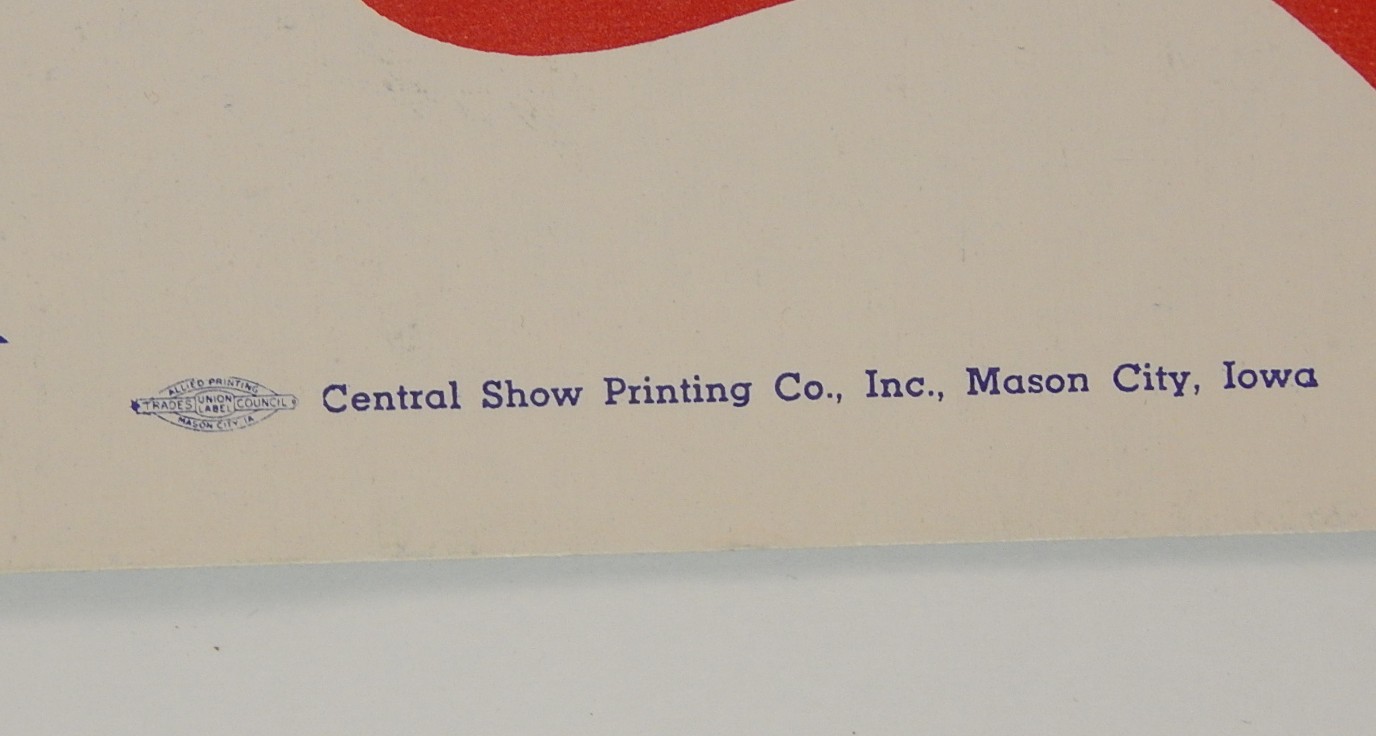 ALLIED PRINTING
TRADES UNION LABEL COUNCIL
MASON CITY, IA
Central Show Printing Co., Inc., Mason City, Iowa